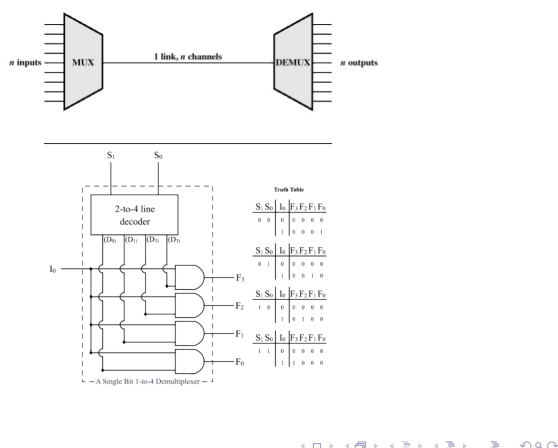 1 link, n channels
n inputs MUX DEMUX n outputs
S1 S0
Truth Table
2-to-4 line
decoder
S1 S0 I0 F3 F2 F1 F0
0 0 0 0 0 0 0
1 0 0 0 1
(D0) (D1) (D2) (D3)
S1 S0 I0 F3 F2 F1 F0
0 1 0 0 0 0 0
1 0 0 1 0
I0
F3
S1 S0 I0 F3 F2 F1 F0
1 0 0 0 0 0 0
1 0 1 0 0
F2
F1
S1 S0 I0 F3 F2 F1 F0
1 1 0 0 0 0 0
1 1 0 0 0
F0
A Single Bit 1-to-4 Demultiplexer